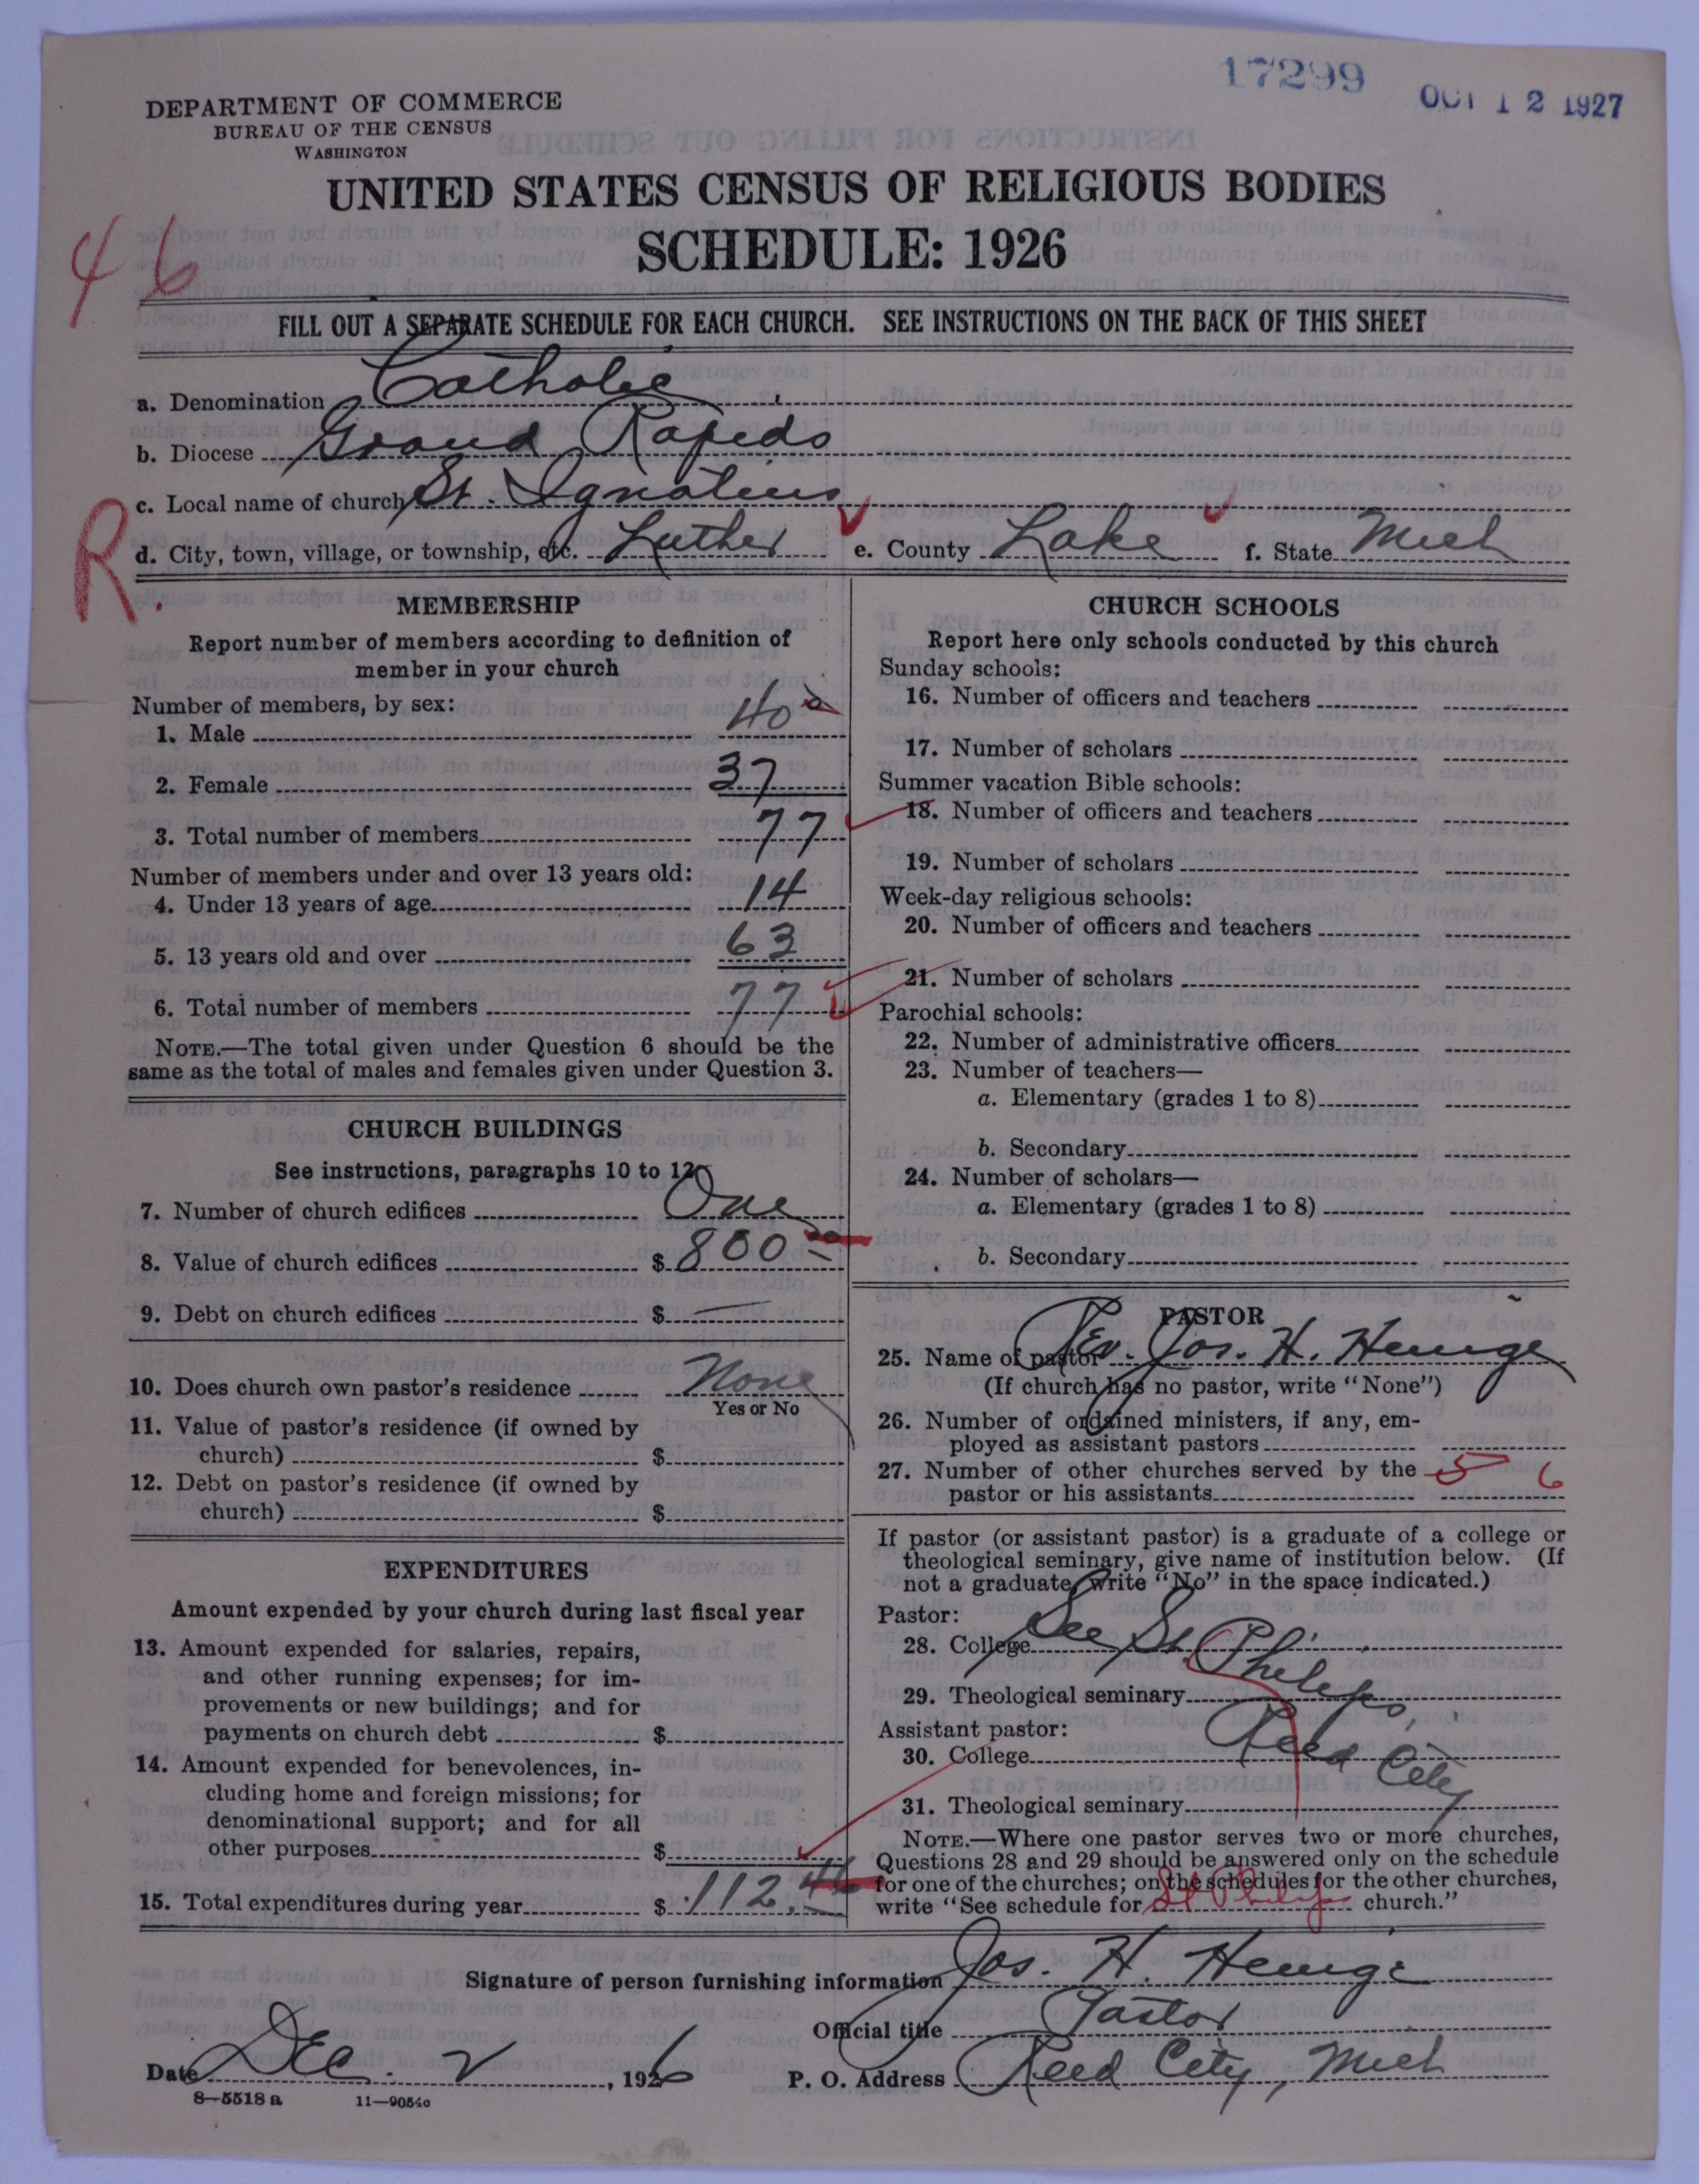 17299
OCT 12 1927
DEPARTMENT OF COMMERCE
BUREAU OF THE CENSUS
WASHINGTON
UNITED STATES CENSUS OF RELIGIOUS BODIES
SCHEDULE: 1926
46
FILL OUT A SEPARATE SCHEDULE FOR EACH CHURCH. SEE INSTRUCTIONS ON THE BACK OF THIS SHEET
a. Denomination Catholic
b. Diocese Grand Rapids
c. Local name of church St. Ignatius
R.
d. City, town, village, or township, etc. Luther e. County Lake f. State Mich
MEMBERSHIP
Report number of members according to definition of
member in your church
Number of members, by sex:
1. Male 40
2. Female 37
3. Total number of members 77
Number of members under and over 13 years old:
4. Under 13 years of age 14
5. 13 years old and over 63
6. Total number of members 77
NOTE.—The total given under Question 6 should be the
same as the total of males and females given under Question 3.
CHURCH BUILDINGS
See instructions, paragraphs 10 to 12
7. Number of church edifices One
8. Value of church edifices $ 800 00
9. Debt on church edifices $ —
10. Does church own pastor's residence None
Yes or No
11. Value of pastor's residence (if owned by
church) $
12. Debt on pastor's residence (if owned by
church) $
EXPENDITURES
Amount expended by your church during last fiscal year
13. Amount expended for salaries, repairs,
and other running expenses; for im-
provements or new buildings; and for
payments on church debt $
14. Amount expended for benevolences, in-
cluding home and foreign missions; for
denominational support; and for all
other purposes $
15. Total expenditures during year $ 112.46
CHURCH SCHOOLS
Report here only schools conducted by this church
Sunday schools:
16. Number of officers and teachers
17. Number of scholars
Summer vacation Bible schools:
18. Number of officers and teachers
19. Number of scholars
Week-day religious schools:
20. Number of officers and teachers
21. Number of scholars
Parochial schools:
22. Number of administrative officers
23. Number of teachers—
a. Elementary (grades 1 to 8)
b. Secondary
24. Number of scholars—
a. Elementary (grades 1 to 8)
b. Secondary
PASTOR
25. Name of pastor Rev. Jos. H. Henige
(If church has no pastor, write "None")
26. Number of ordained ministers, if any, em-
ployed as assistant pastors
27. Number of other churches served by the 5 6
pastor or his assistants
If pastor (or assistant pastor) is a graduate of a college or
theological seminary, give name of institution below. (If
not a graduate, write "No" in the space indicated.)
Pastor:
28. College See St. Philips,
29. Theological seminary
Assistant pastor: Reed City
30. College
31. Theological seminary
NOTE.—Where one pastor serves two or more churches,
Questions 28 and 29 should be answered only on the schedule
for one of the churches; on the schedules for the other churches,
write "See schedule for St Philips church."
Signature of person furnishing information Jos. H. Henige
Official title Pastor
Date Dec. 2, 1926 P. O. Address Reed City, Mich
8—5518 a 11—9054c